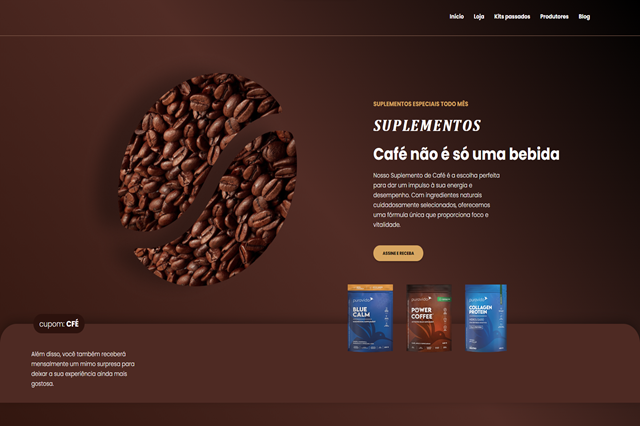 Início Loja Kits passados Produtores Blog
SUPLEMENTOS ESPECIAIS TODO MÊS
SUPLEMENTOS
Café não é só uma bebida
Nosso Suplemento de Café é a escolha perfeita
para dar um impulso à sua energia e
desempenho. Com ingredientes naturais
cuidadosamente selecionados, oferecemos
uma fórmula única que proporciona foco e
vitalidade.
ASSINE E RECEBA
BLUE
CALM
POWER
COFFEE
COLLAGEN
PROTEIN
cupom: CFÉ
Além disso, você também receberá
mensalmente um mimo surpresa para
deixar a sua experiência ainda mais
gostosa.